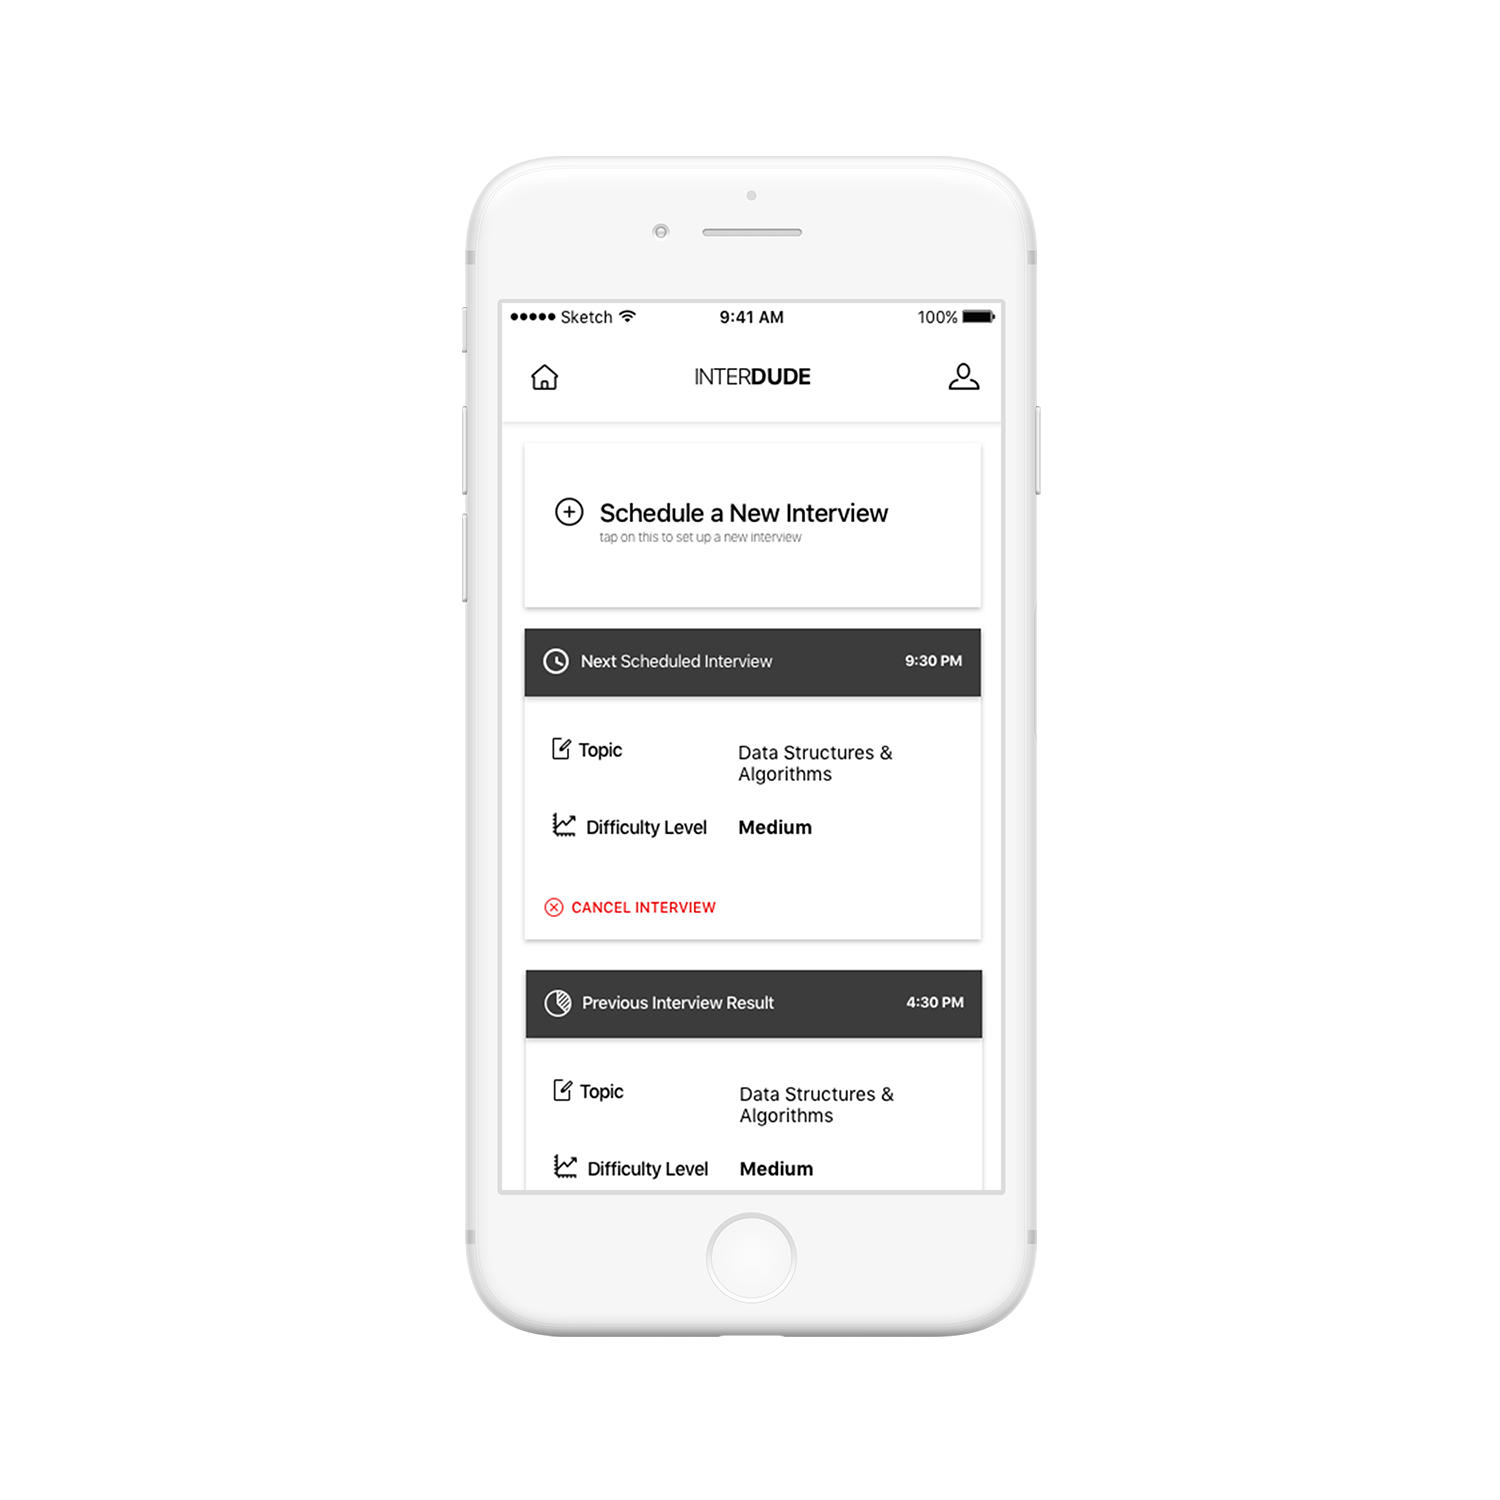 Sketch 9:41 AM 100%
INTERDUDE
Schedule a New Interview
tap on this to set up a new interview
Next Scheduled Interview 9:30 PM
Topic Data Structures &
Algorithms
Difficulty Level Medium
CANCEL INTERVIEW
Previous Interview Result 4:30 PM
Topic Data Structures &
Algorithms
Difficulty Level Medium